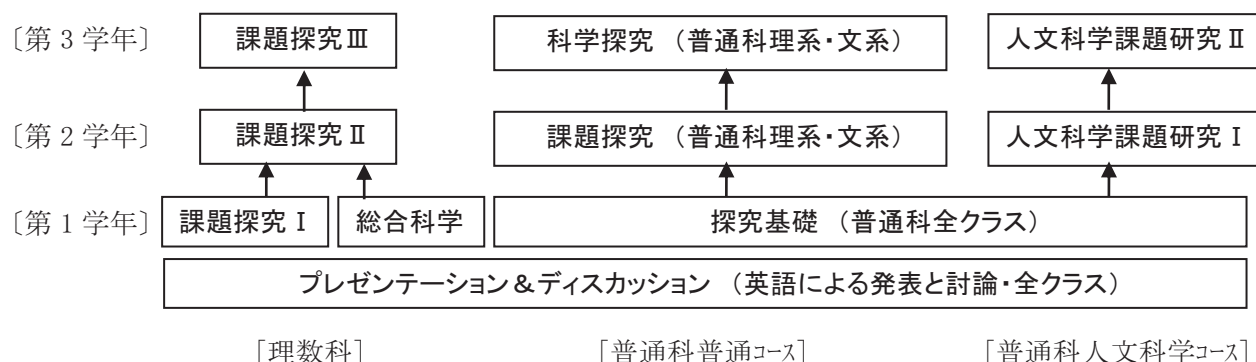 〔第3学年〕 課題探究Ⅲ 科学探究 (普通科理系・文系) 人文科学課題研究Ⅱ
〔第2学年〕 課題探究Ⅱ 課題探究 (普通科理系・文系) 人文科学課題研究Ⅰ
〔第1学年〕 課題探究Ⅰ 総合科学 探究基礎 (普通科全クラス)
プレゼンテーション&ディスカッション (英語による発表と討論・全クラス)
[理数科] [普通科普通コース] [普通科人文科学コース]